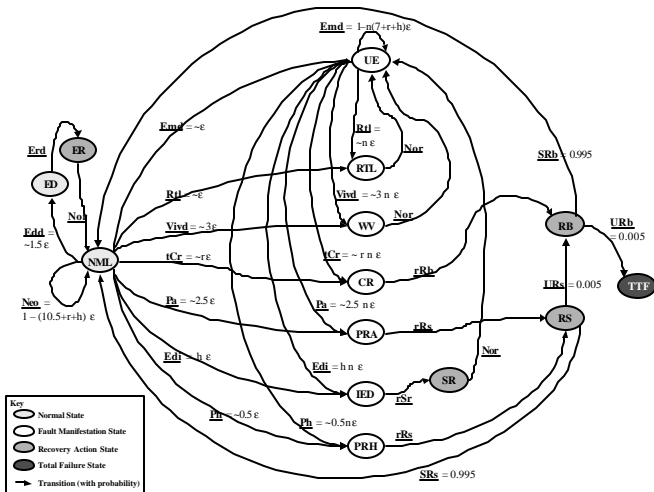 Emd = 1-n(7+r+h)ε
UE
Emd = ~ε
Rtl =
~n ε
Nor
ER
Erd
ED
Nor
RTL
SRb = 0.995
Rtl = ~ε
Vivd = ~3 n ε
Nor
Edd =
~1.5ε
Vivd = ~3ε
WV
RB
URb
= 0.005
NML
tCr = ~rε
tCr = ~ r n ε
CR
rRb
URs = 0.005
TTF
Neo =
1 – (10.5+r+h) ε
Pa = ~2.5 ε
Pa = ~2.5 n ε
PRA
rRs
RS
Edi = h ε
Edi = h n ε
Nor
IED
rSr
SR
Ph = ~0.5 ε
Ph = ~0.5n ε
PRH
rRs
SRs = 0.995
Key
Normal State
Fault Manifestation State
Recovery Action State
Total Failure State
Transition (with probability)